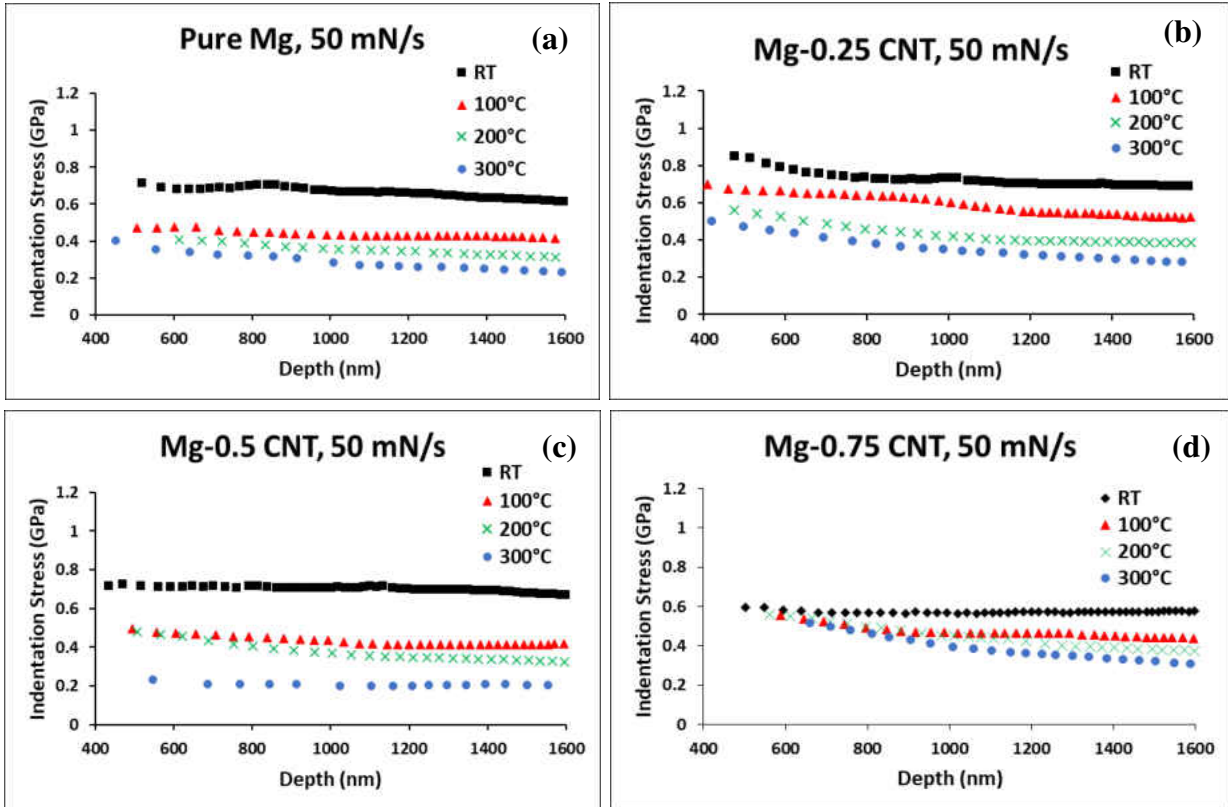 Pure Mg, 50 mN/s
(a)
RT
100°C
200°C
300°C
Indentation Stress (GPa)
1.2
1
0.8
0.6
0.4
0.2
0
400 600 800 1000 1200 1400 1600
Depth (nm)
Mg-0.25 CNT, 50 mN/s
(b)
RT
100°C
200°C
300°C
Indentation Stress (GPa)
1.2
1
0.8
0.6
0.4
0.2
0
400 600 800 1000 1200 1400 1600
Depth (nm)
Mg-0.5 CNT, 50 mN/s
(c)
RT
100°C
200°C
300°C
Indentation Stress (GPa)
1.2
1
0.8
0.6
0.4
0.2
0
400 600 800 1000 1200 1400 1600
Depth (nm)
Mg-0.75 CNT, 50 mN/s
(d)
RT
100°C
200°C
300°C
Indentation Stress (GPa)
1.2
1
0.8
0.6
0.4
0.2
0
400 600 800 1000 1200 1400 1600
Depth (nm)